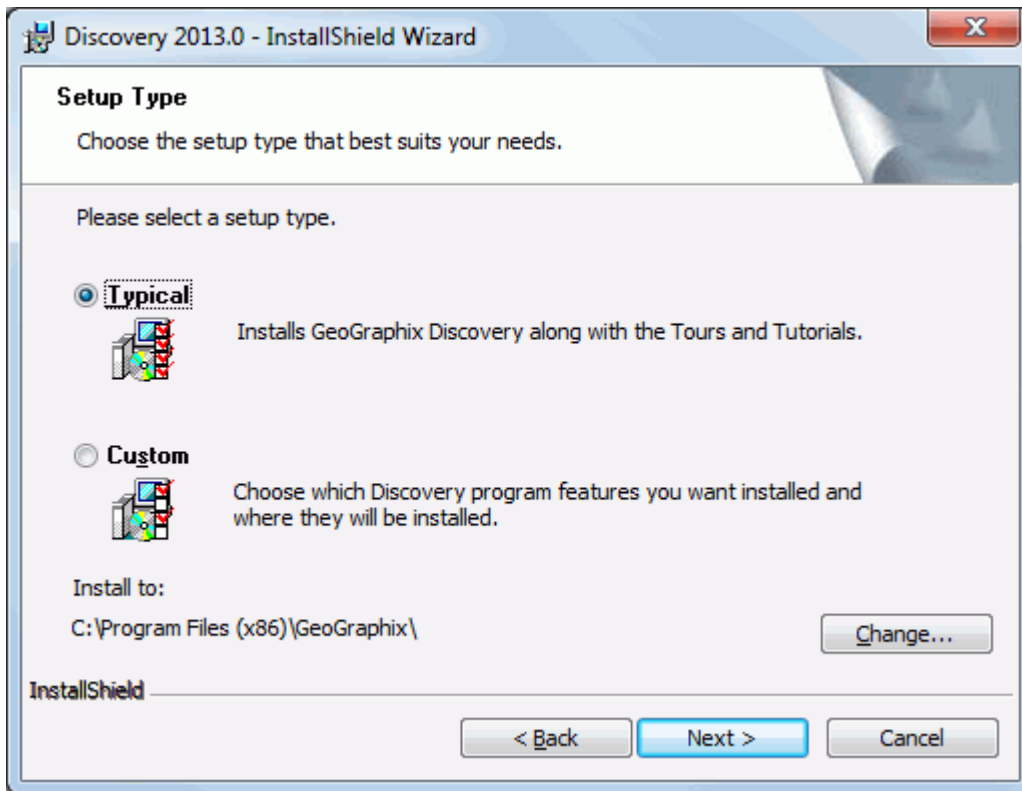 Discovery 2013.0 - InstallShield Wizard
Setup Type
Choose the setup type that best suits your needs.
Please select a setup type.
Typical
Installs GeoGraphix Discovery along with the Tours and Tutorials.
Custom
Choose which Discovery program features you want installed and
where they will be installed.
Install to:
C:\Program Files (x86)\GeoGraphix\
Change...
InstallShield
< Back
Next >
Cancel